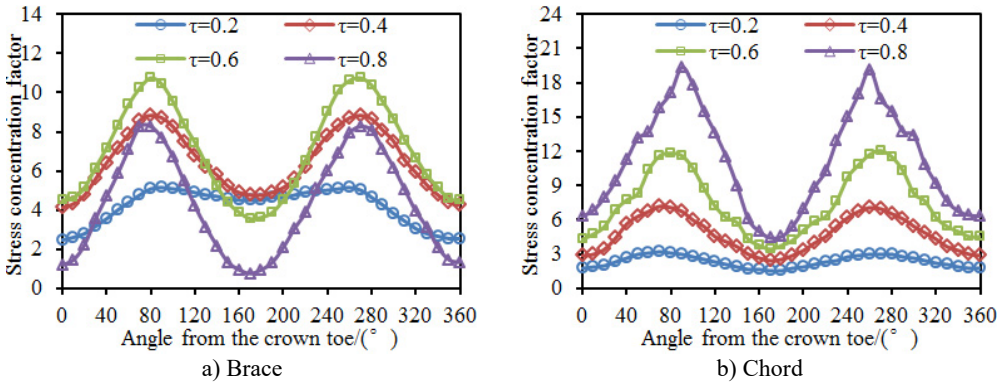 14
12
10
8
6
4
2
0
Stress concentration factor
τ=0.2
τ=0.4
τ=0.6
τ=0.8
0 40 80 120 160 200 240 280 320 360
Angle from the crown toe/(°)
a) Brace
24
21
18
15
12
9
6
3
0
Stress concentration factor
τ=0.2
τ=0.4
τ=0.6
τ=0.8
0 40 80 120 160 200 240 280 320 360
Angle from the crown toe/(°)
b) Chord